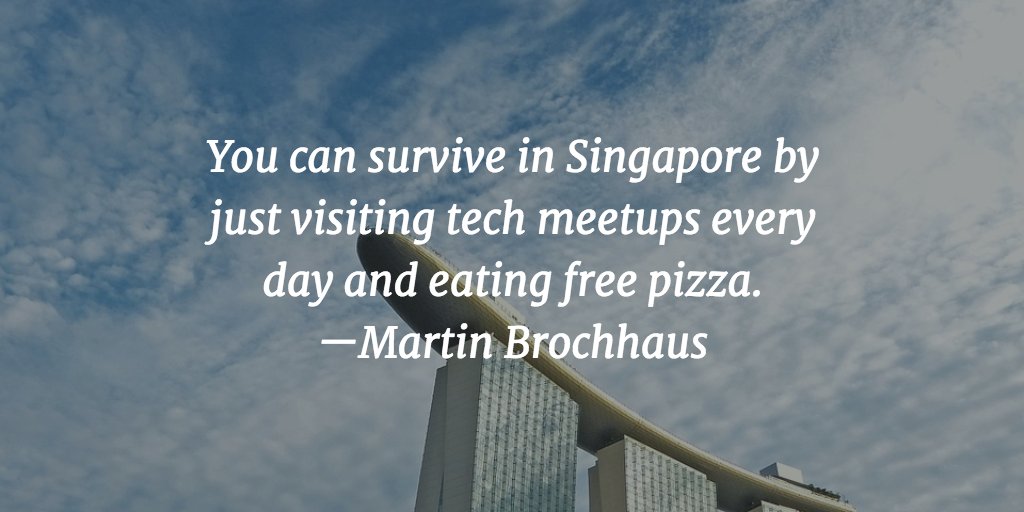 You can survive in Singapore by
just visiting tech meetups every
day and eating free pizza.
—Martin Brochhaus